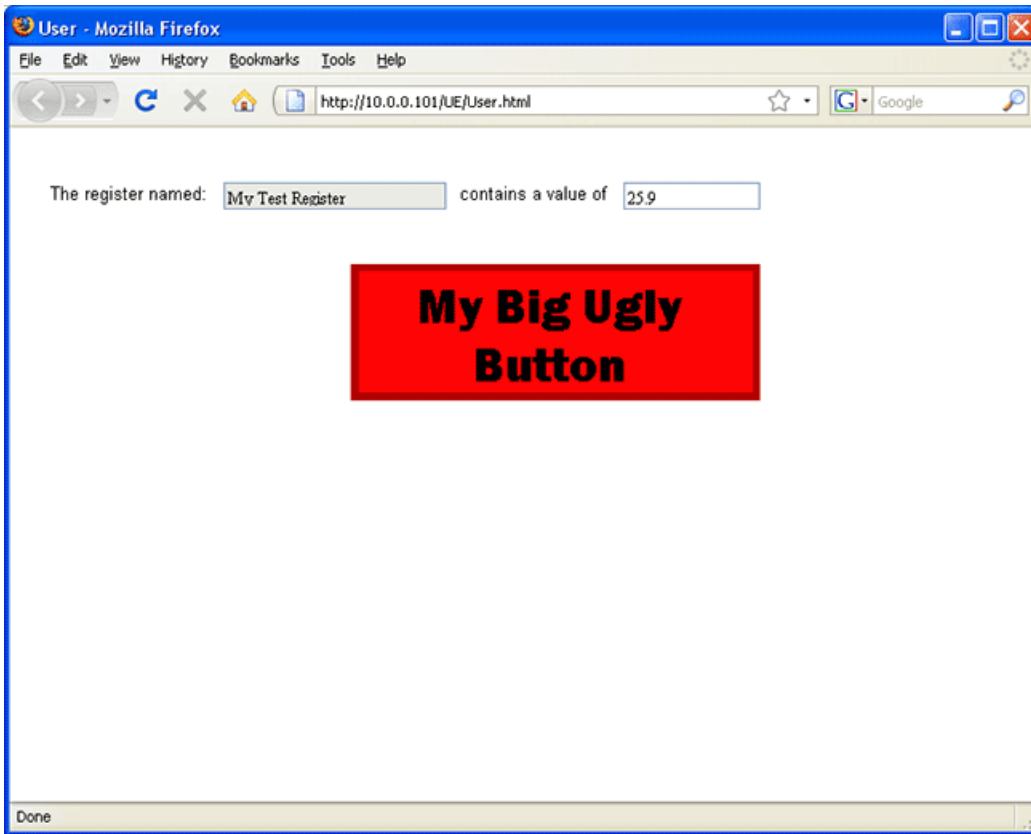 User - Mozilla Firefox
File Edit View History Bookmarks Tools Help
http://10.0.0.101/UE/User.html G Google
The register named: My Test Register contains a value of 25.9
My Big Ugly
Button
Done